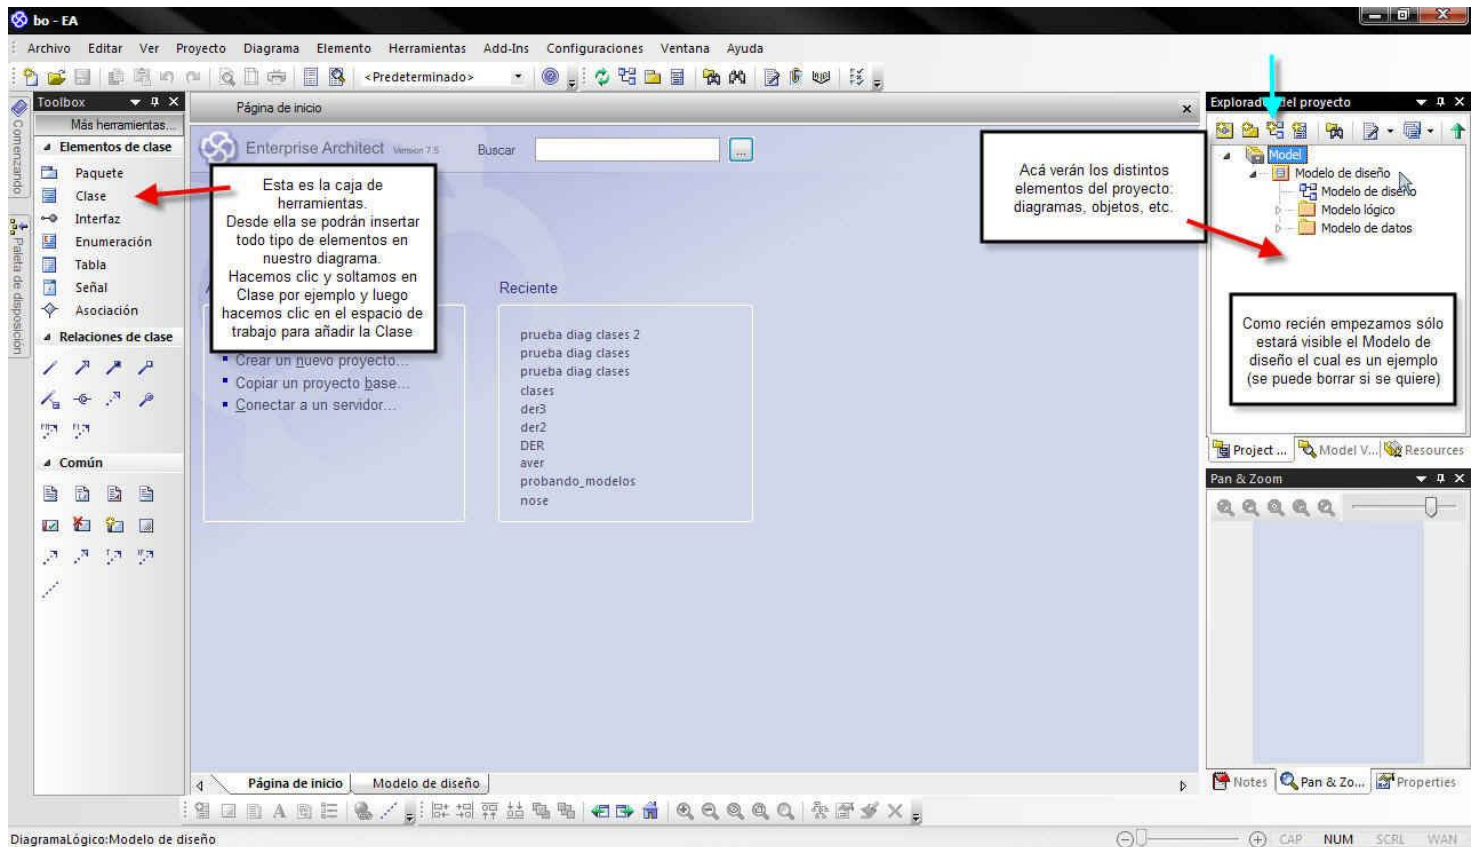 bo - EA
Archivo Editar Ver Proyecto Diagrama Elemento Herramientas Add-Ins Configuraciones Ventana Ayuda
<Predeterminado>
Toolbox
Más herramientas...
Elementos de clase
Paquete
Clase
Interfaz
Enumeración
Tabla
Señal
Asociación
Relaciones de clase
Común
Comenzando
Paleta de disposición
Página de inicio
Enterprise Architect Version 7.5
Buscar
...
Esta es la caja de
herramientas.
Desde ella se podrán insertar
todo tipo de elementos en
nuestro diagrama.
Hacemos clic y soltamos en
Clase por ejemplo y luego
hacemos clic en el espacio de
trabajo para añadir la Clase
Crear un nuevo proyecto...
Copiar un proyecto base...
Conectar a un servidor...
Reciente
prueba diag clases 2
prueba diag clases
prueba diag clases
clases
der3
der2
DER
aver
probando_modelos
nose
Acá verán los distintos
elementos del proyecto:
diagramas, objetos, etc.
Explorador del proyecto
Model
Modelo de diseño
Modelo de diseño
Modelo lógico
Modelo de datos
Como recién empezamos sólo
estará visible el Modelo de
diseño el cual es un ejemplo
(se puede borrar si se quiere)
Project ... Model V... Resources
Pan & Zoom
Página de inicio Modelo de diseño
Notes Pan & Zo... Properties
DiagramaLógico:Modelo de diseño
CAP NUM SCRL WAN